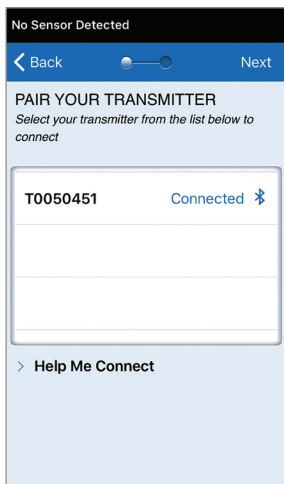 No Sensor Detected
Back Next
PAIR YOUR TRANSMITTER
Select your transmitter from the list below to
connect
T0050451 Connected
Help Me Connect